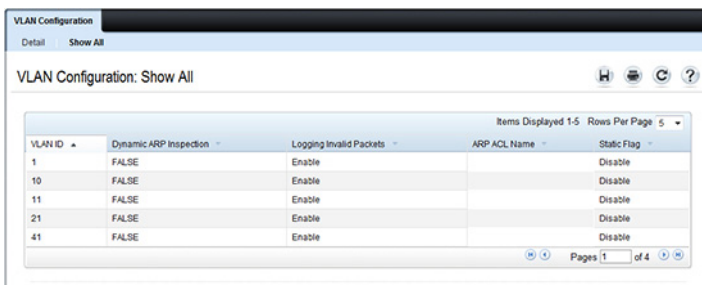 VLAN Configuration
Detail Show All
VLAN Configuration: Show All
Items Displayed 1-5 Rows Per Page 5
VLAN ID Dynamic ARP Inspection Logging Invalid Packets ARP ACL Name Static Flag
1 FALSE Enable Disable
10 FALSE Enable Disable
11 FALSE Enable Disable
21 FALSE Enable Disable
41 FALSE Enable Disable
Pages 1 of 4